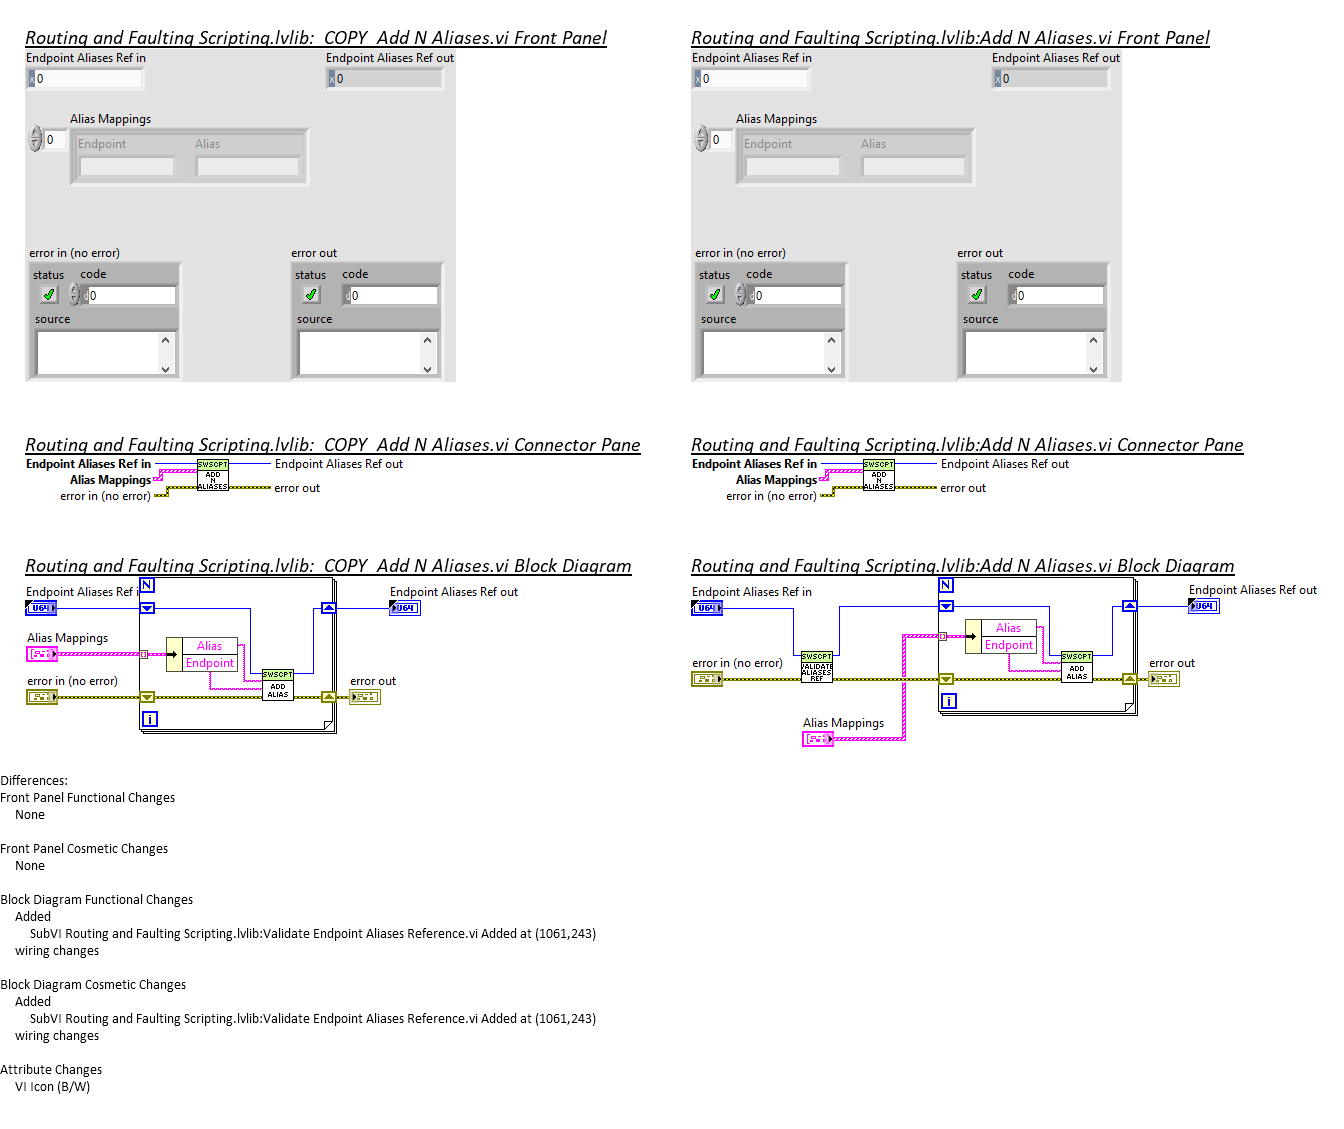 Routing and Faulting Scripting.lvlib:_COPY_Add N Aliases.vi Front Panel
Endpoint Aliases Ref in
Endpoint Aliases Ref out
x 0
x 0
Alias Mappings
0
Endpoint
Alias
error in (no error)
error out
status
code
status
code
d 0
d 0
source
source
Routing and Faulting Scripting.lvlib:Add N Aliases.vi Front Panel
Endpoint Aliases Ref in
Endpoint Aliases Ref out
x 0
x 0
Alias Mappings
0
Endpoint
Alias
error in (no error)
error out
status
code
status
code
d 0
d 0
source
source
Routing and Faulting Scripting.lvlib:_COPY_Add N Aliases.vi Connector Pane
Endpoint Aliases Ref in
Alias Mappings
error in (no error)
SWSCPT
ADD
N
ALIASES
Endpoint Aliases Ref out
error out
Routing and Faulting Scripting.lvlib:Add N Aliases.vi Connector Pane
Endpoint Aliases Ref in
Alias Mappings
error in (no error)
SWSCPT
ADD
N
ALIASES
Endpoint Aliases Ref out
error out
Routing and Faulting Scripting.lvlib:_COPY_Add N Aliases.vi Block Diagram
Endpoint Aliases Ref i
N
Endpoint Aliases Ref out
U64
U64
Alias Mappings
Alias
Endpoint
error in (no error)
SWSCPT
ADD
ALIAS
error out
i
Routing and Faulting Scripting.lvlib:Add N Aliases.vi Block Diagram
Endpoint Aliases Ref in
N
Endpoint Aliases Ref out
U64
U64
Alias
Endpoint
error in (no error)
SWSCPT
VALIDATE
ALIASES
REF
SWSCPT
ADD
ALIAS
error out
i
Alias Mappings
Differences:
Front Panel Functional Changes
None
Front Panel Cosmetic Changes
None
Block Diagram Functional Changes
Added
SubVI Routing and Faulting Scripting.lvlib:Validate Endpoint Aliases Reference.vi Added at (1061,243)
wiring changes
Block Diagram Cosmetic Changes
Added
SubVI Routing and Faulting Scripting.lvlib:Validate Endpoint Aliases Reference.vi Added at (1061,243)
wiring changes
Attribute Changes
VI Icon (B/W)